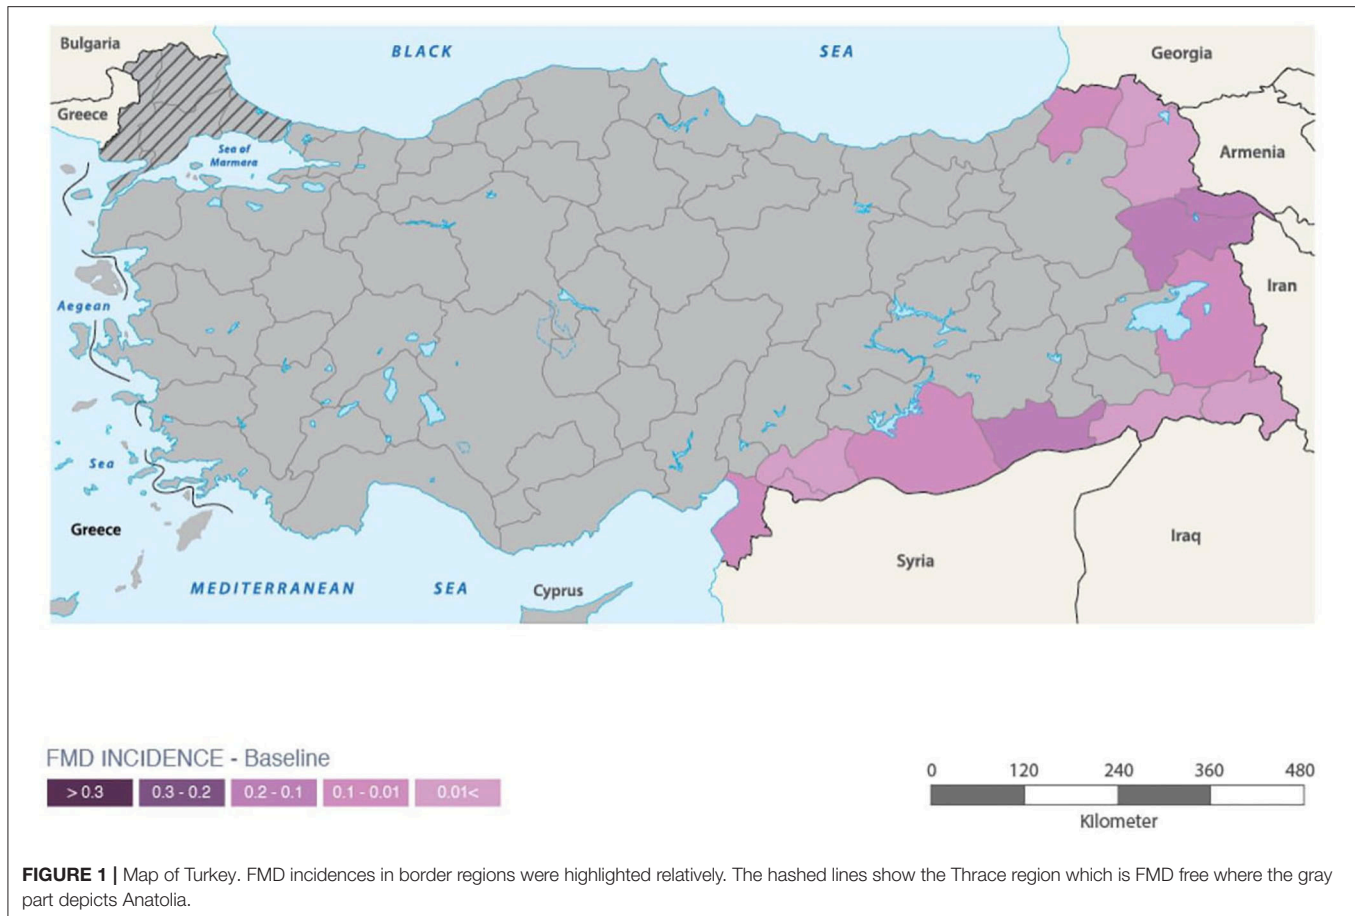 Bulgaria
BLACK SEA
Georgia
Greece
Sea of
Marmara
Armenia
Iran
Aegean
Sea
Greece
Syria
Iraq
MEDITERRANEAN SEA
Cyprus
FMD INCIDENCE - Baseline
> 0.3 0.3 - 0.2 0.2 - 0.1 0.1 - 0.01 0.01<
0 120 240 360 480
Kilometer
FIGURE 1 | Map of Turkey. FMD incidences in border regions were highlighted relatively. The hashed lines show the Thrace region which is FMD free where the gray
part depicts Anatolia.